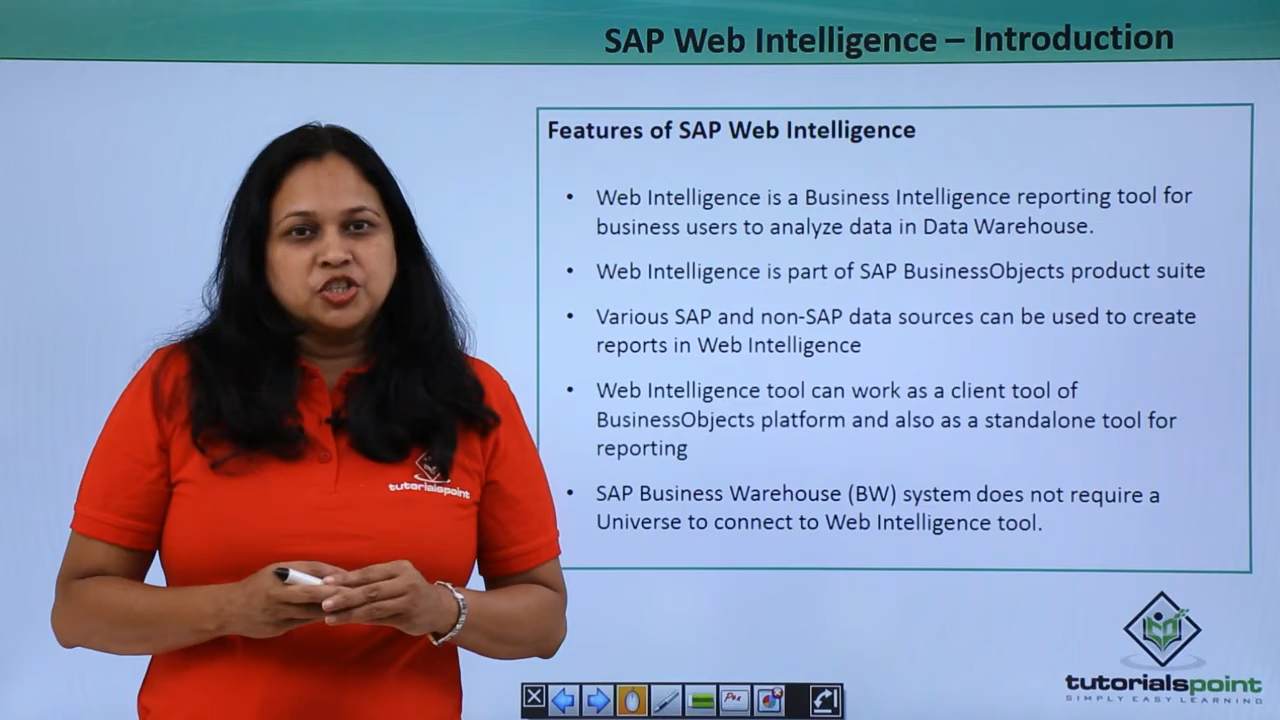 SAP Web Intelligence – Introduction
Features of SAP Web Intelligence
• Web Intelligence is a Business Intelligence reporting tool for
business users to analyze data in Data Warehouse.
• Web Intelligence is part of SAP BusinessObjects product suite
• Various SAP and non-SAP data sources can be used to create
reports in Web Intelligence
• Web Intelligence tool can work as a client tool of
BusinessObjects platform and also as a standalone tool for
reporting
• SAP Business Warehouse (BW) system does not require a
Universe to connect to Web Intelligence tool.
tutorialspoint
tutorialspoint
SIMPLY EASY LEARNING